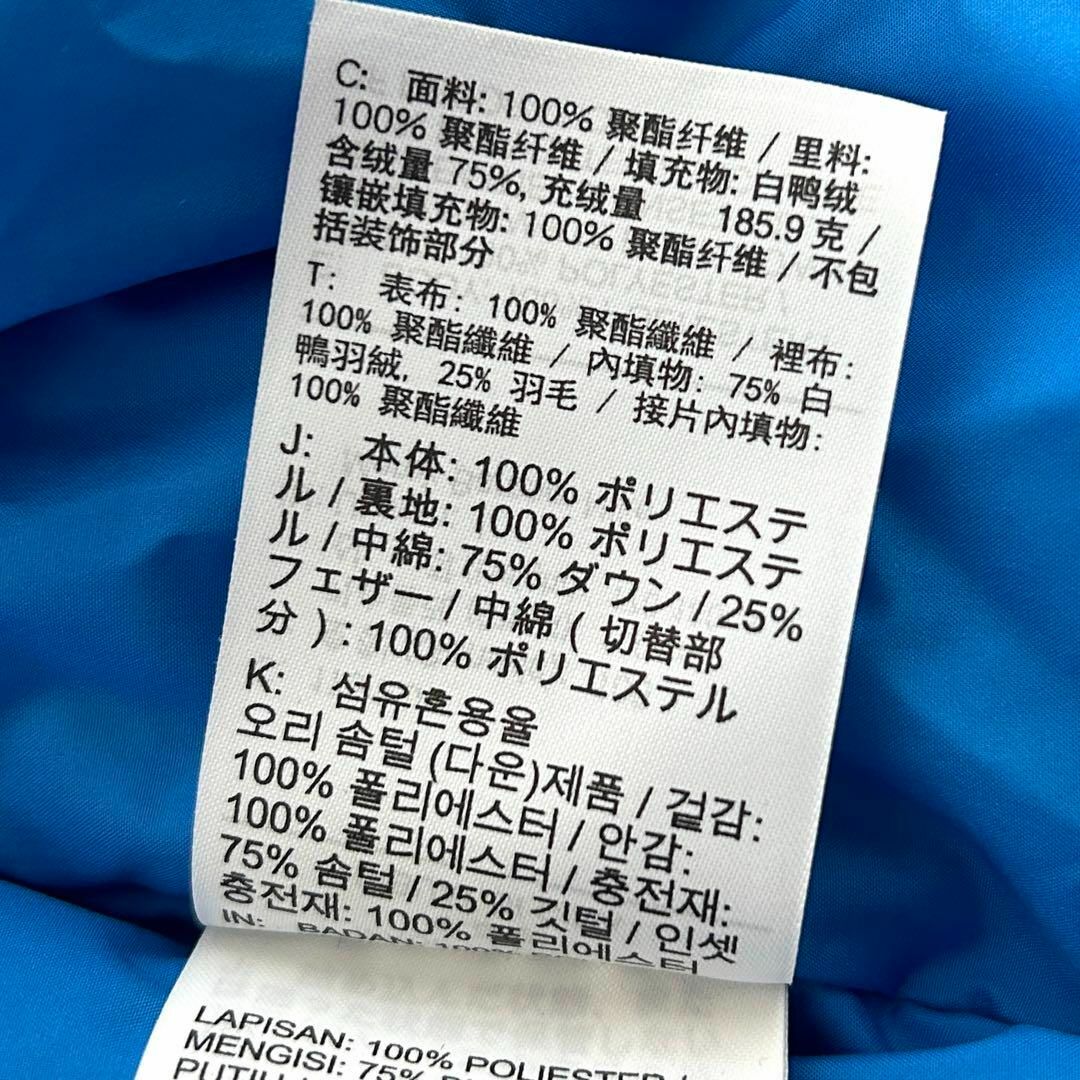 C: 面料: 100% 聚酯纤维 / 里料:
100% 聚酯纤维 / 填充物: 白鸭绒
含绒量 75%, 充绒量 185.9 克 /
镶嵌填充物: 100% 聚酯纤维 / 不包
括装饰部分
T: 表布: 100% 聚酯纖維 / 裡布:
100% 聚酯纖維 / 內填物: 75% 白
鴨羽絨, 25% 羽毛 / 接片內填物:
100% 聚酯纖維
J: 本体: 100% ポリエステ
ル / 裏地: 100% ポリエステ
ル / 中綿: 75% ダウン / 25%
フェザー / 中綿 ( 切替部
分 ) : 100% ポリエステル
K: 섬유혼용율
오리 솜털 (다운)제품 / 겉감:
100% 폴리에스터 / 안감:
100% 폴리에스터 / 충전재:
75% 솜털 / 25% 깃털 / 인셋
충전재: 100% 폴리에스터
IN: BADAN: 100%
LAPISAN: 100% POLIESTER /
MENGISI: 75%